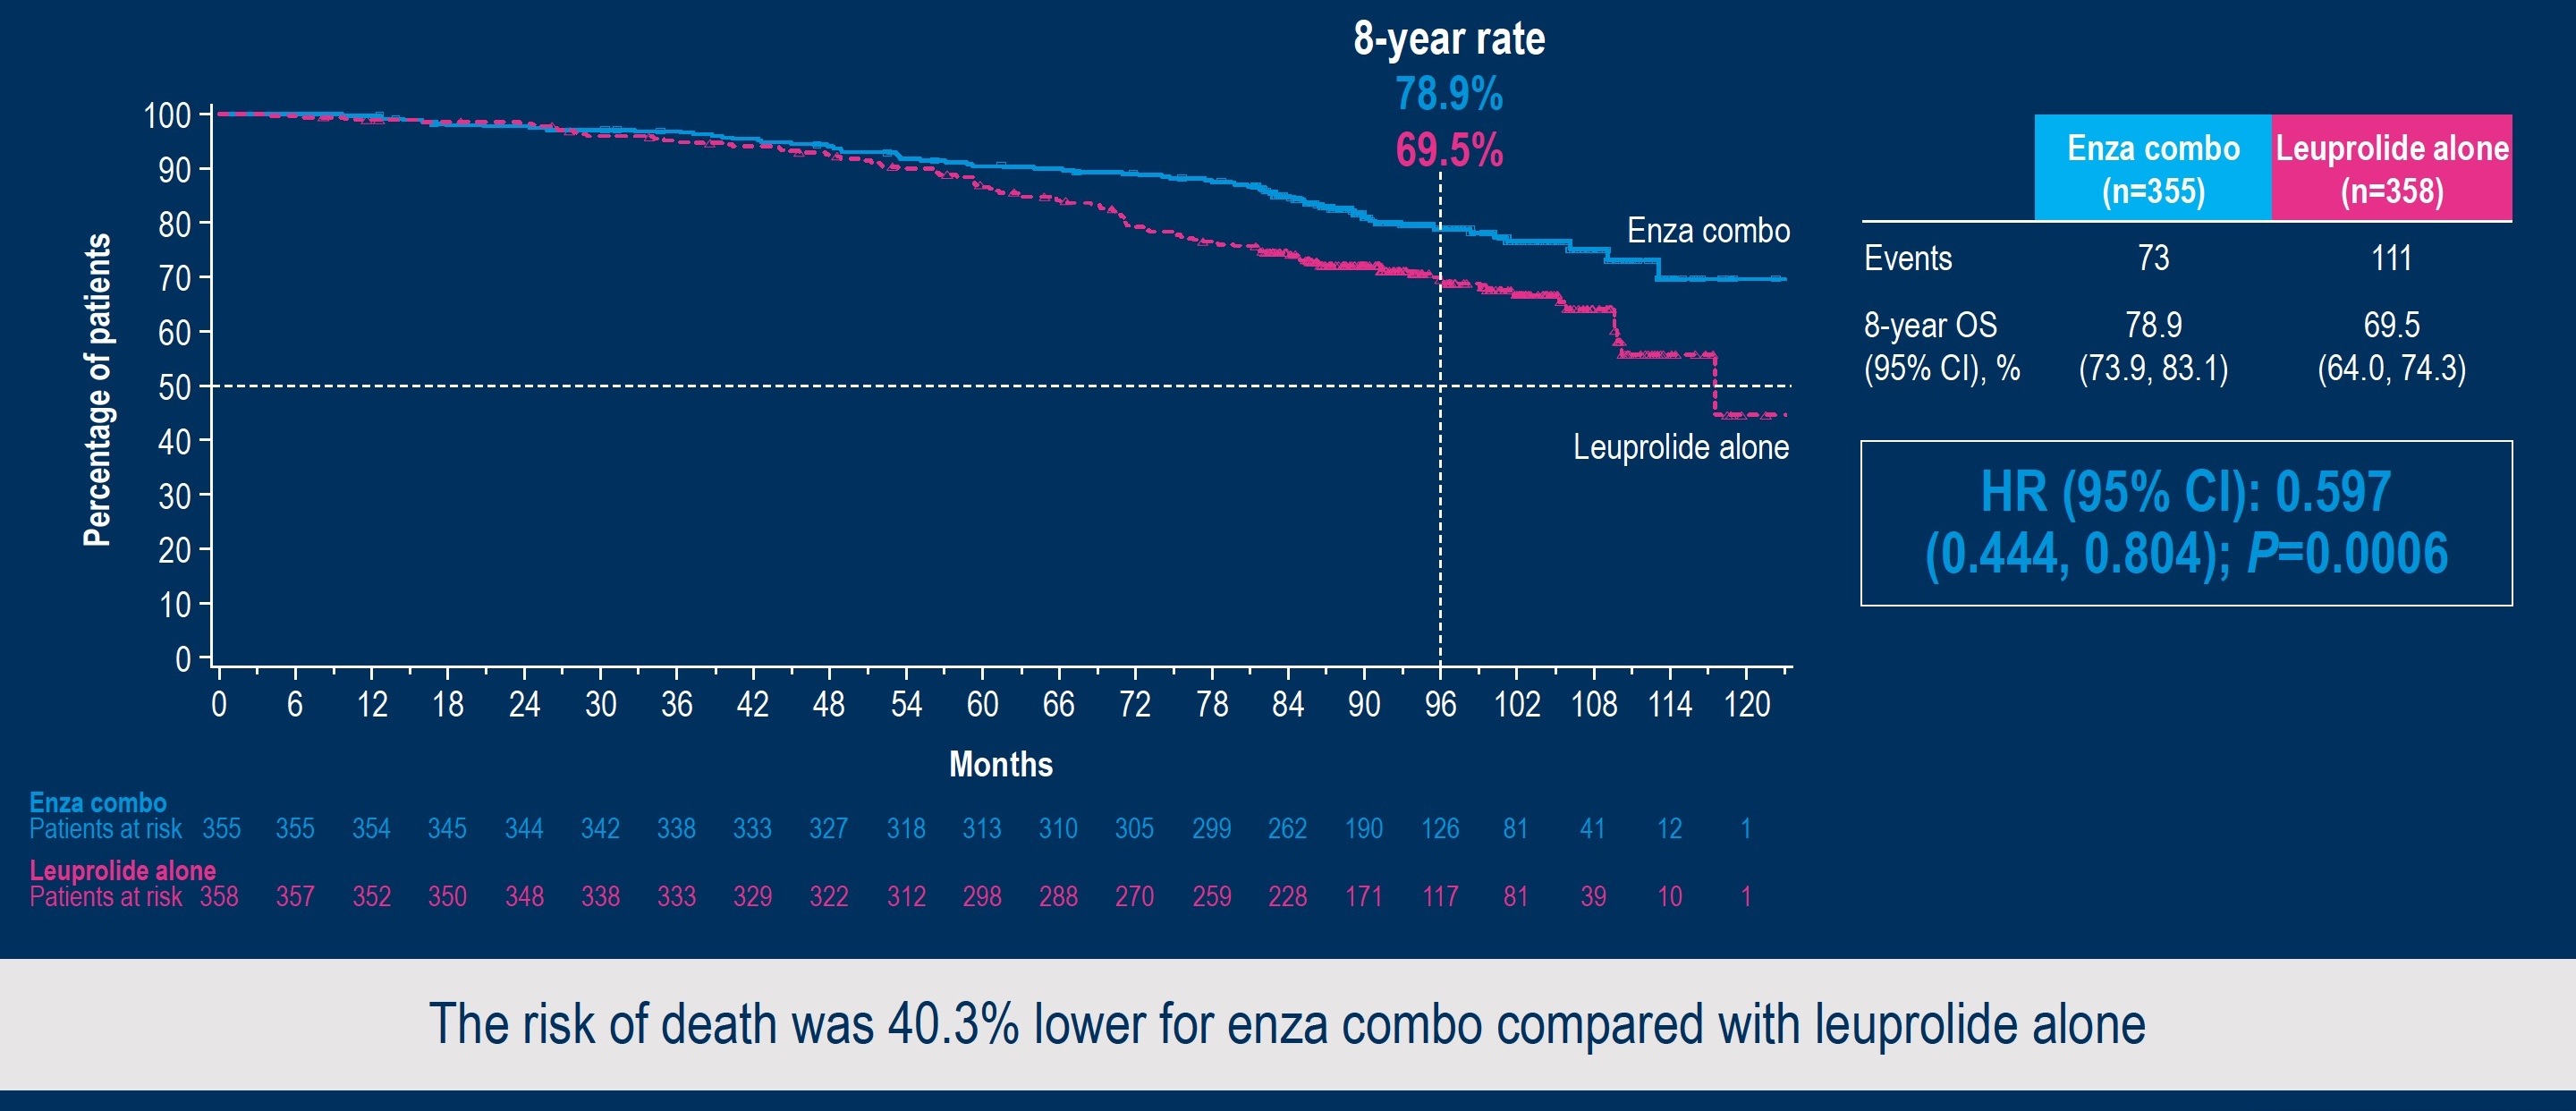 8-year rate
78.9%
69.5%
100
90
80
70
60
50
40
30
20
10
0
Percentage of patients
Enza combo
Leuprolide alone
0 6 12 18 24 30 36 42 48 54 60 66 72 78 84 90 96 102 108 114 120
Months
Enza combo
Patients at risk 355 355 354 345 344 342 338 333 327 318 313 310 305 299 262 190 126 81 41 12 1
Leuprolide alone
Patients at risk 358 357 352 350 348 338 333 329 322 312 298 288 270 259 228 171 117 81 39 10 1
Enza combo Leuprolide alone
(n=355) (n=358)
Events 73 111
8-year OS 78.9 69.5
(95% CI), % (73.9, 83.1) (64.0, 74.3)
HR (95% CI): 0.597
(0.444, 0.804); P=0.0006
The risk of death was 40.3% lower for enza combo compared with leuprolide alone